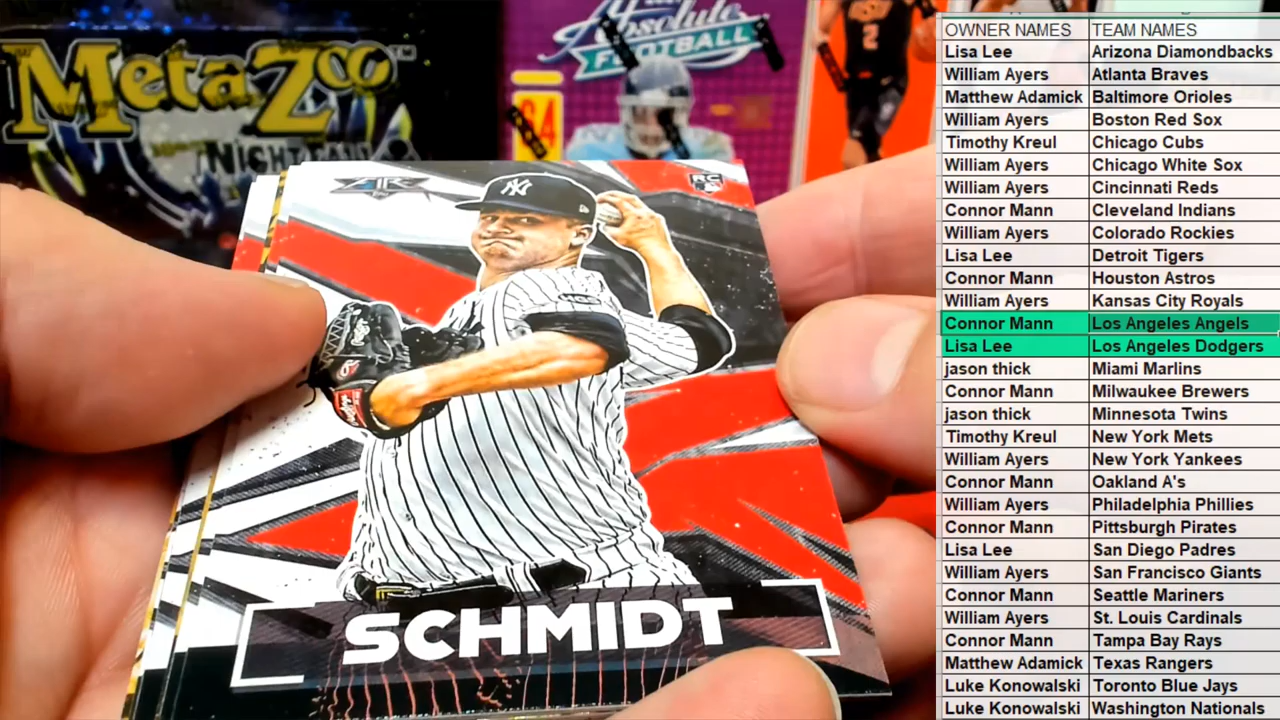 MetaZoo
NIGHTFALL
Absolute
FOOTBALL
2
FIRE
RC
NY
SCHMIDT
OWNER NAMES TEAM NAMES
Lisa Lee Arizona Diamondbacks
William Ayers Atlanta Braves
Matthew Adamick Baltimore Orioles
William Ayers Boston Red Sox
Timothy Kreul Chicago Cubs
William Ayers Chicago White Sox
William Ayers Cincinnati Reds
Connor Mann Cleveland Indians
William Ayers Colorado Rockies
Lisa Lee Detroit Tigers
Connor Mann Houston Astros
William Ayers Kansas City Royals
Connor Mann Los Angeles Angels
Lisa Lee Los Angeles Dodgers
jason thick Miami Marlins
Connor Mann Milwaukee Brewers
jason thick Minnesota Twins
Timothy Kreul New York Mets
William Ayers New York Yankees
Connor Mann Oakland A's
William Ayers Philadelphia Phillies
Connor Mann Pittsburgh Pirates
Lisa Lee San Diego Padres
William Ayers San Francisco Giants
Connor Mann Seattle Mariners
William Ayers St. Louis Cardinals
Connor Mann Tampa Bay Rays
Matthew Adamick Texas Rangers
Luke Konowalski Toronto Blue Jays
Luke Konowalski Washington Nationals